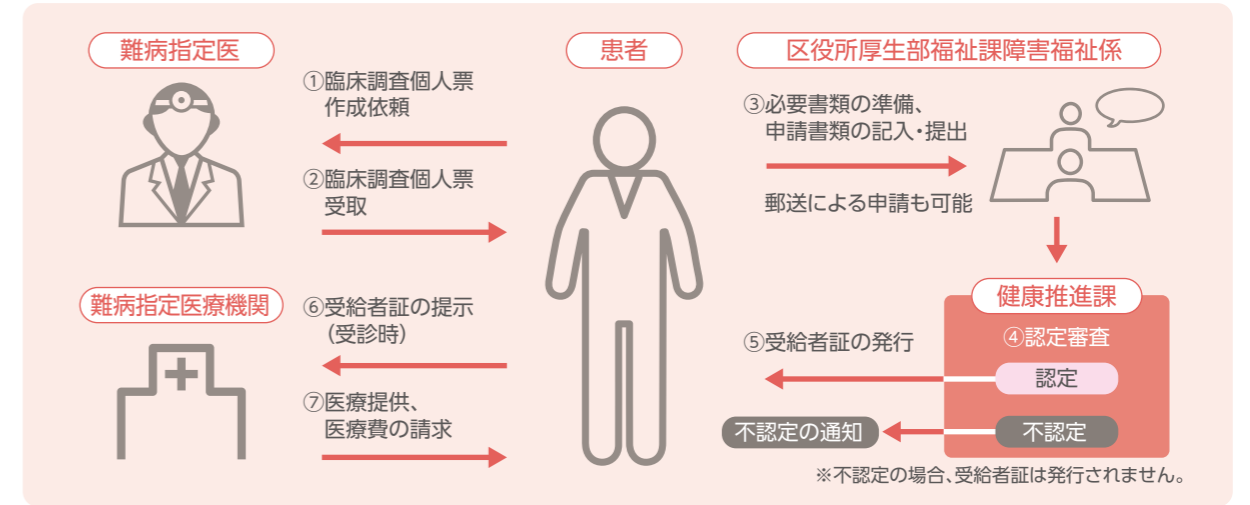 難病指定医
患者
区役所厚生部福祉課障害福祉係
①臨床調査個人票
作成依頼
②臨床調査個人票
受取
③必要書類の準備、
申請書類の記入・提出
郵送による申請も可能
健康推進課
④認定審査
認定
不認定
⑤受給者証の発行
不認定の通知
※不認定の場合、受給者証は発行されません。
難病指定医療機関
⑥受給者証の提示
(受診時)
⑦医療提供、
医療費の請求